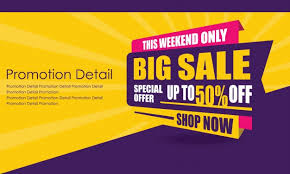 Promotion Detail
Promotion Detail Promotion Detail Promotion Detail
Promotion Detail Promotion
Promotion Detail Promotion Detail Promotion Detail
Promotion Detail
THIS WEEKEND ONLY
BIG SALE
SPECIAL OFFER
UP TO 50% OFF
SHOP NOW